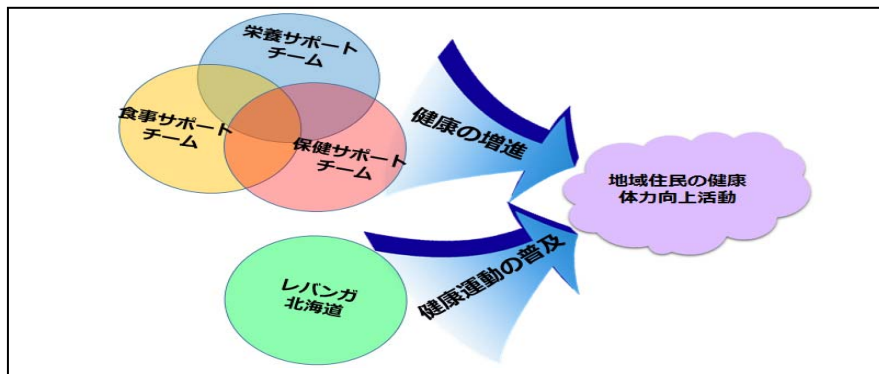 栄養サポート
チーム
食事サポート
チーム
保健サポート
チーム
健康の増進
地域住民の健康
体力向上活動
レバンガ
北海道
健康運動の普及